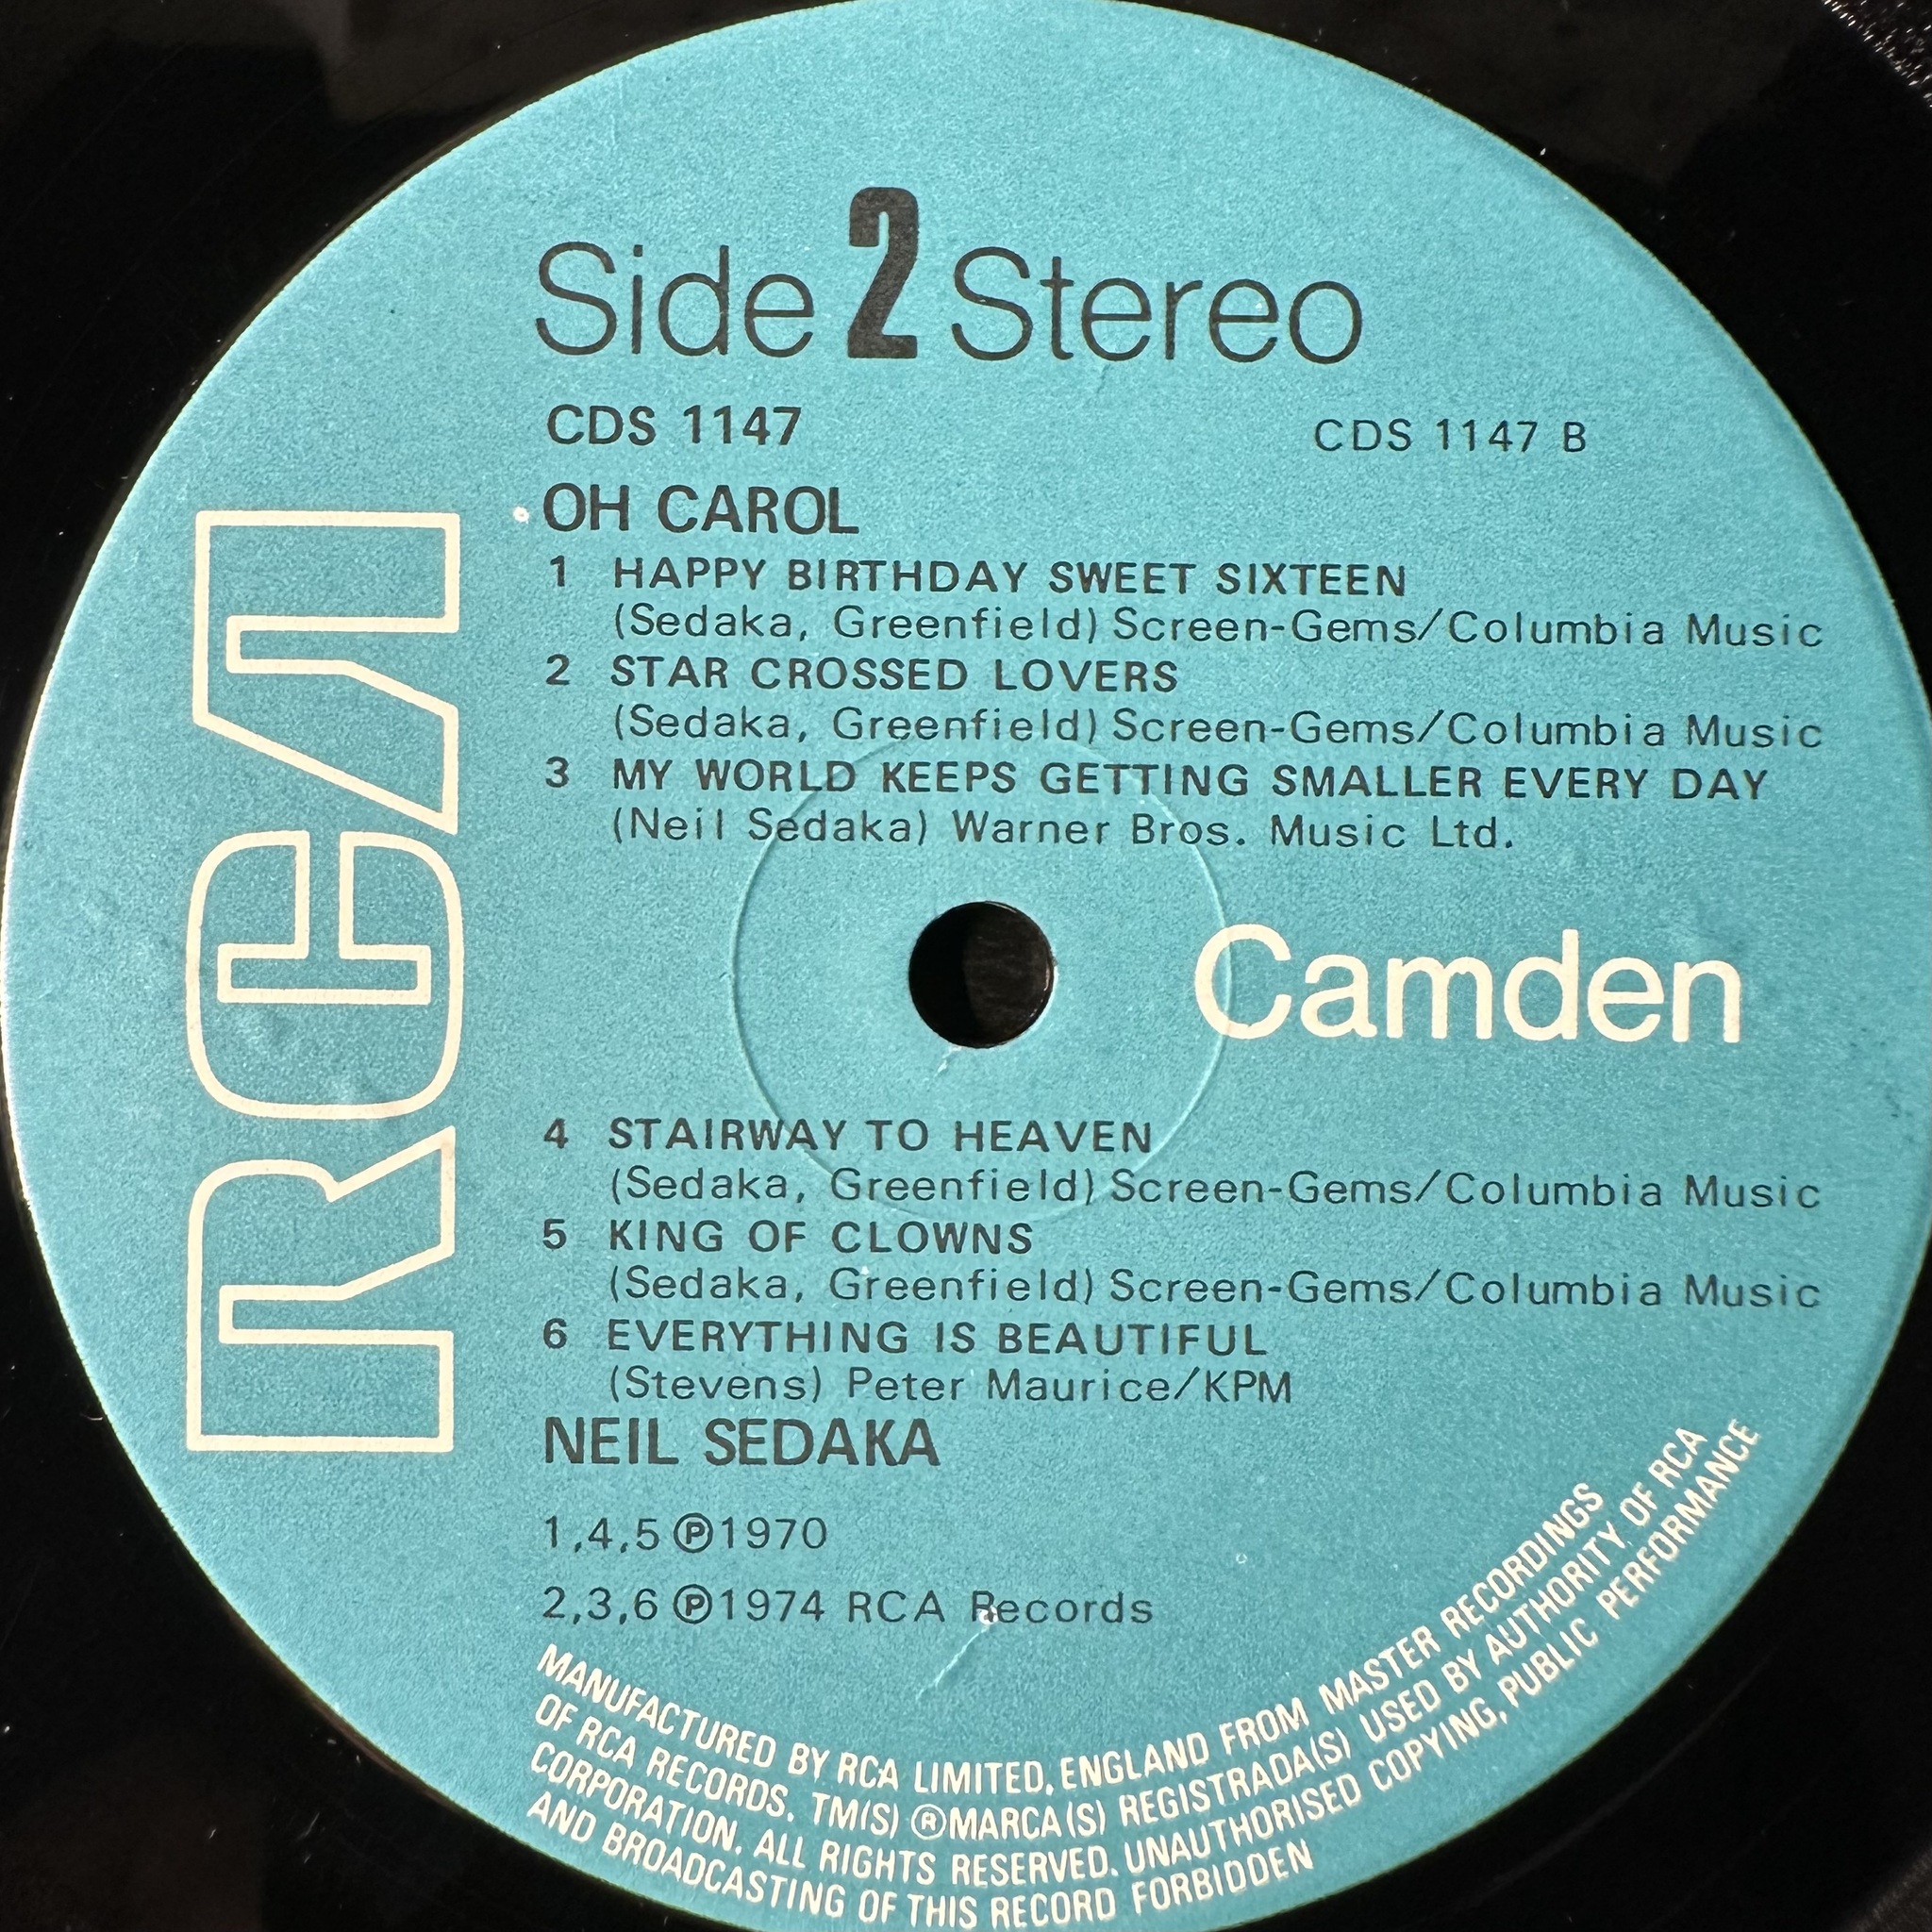 Side 2 Stereo
CDS 1147
CDS 1147 B
OH CAROL
1 HAPPY BIRTHDAY SWEET SIXTEEN
(Sedaka, Greenfield) Screen-Gems/Columbia Music
2 STAR CROSSED LOVERS
(Sedaka, Greenfield) Screen-Gems/Columbia Music
3 MY WORLD KEEPS GETTING SMALLER EVERY DAY
(Neil Sedaka) Warner Bros. Music Ltd.
RCA
Camden
4 STAIRWAY TO HEAVEN
(Sedaka, Greenfield) Screen-Gems/Columbia Music
5 KING OF CLOWNS
(Sedaka, Greenfield) Screen-Gems/Columbia Music
6 EVERYTHING IS BEAUTIFUL
(Stevens) Peter Maurice/KPM
NEIL SEDAKA
1,4,5 ℗1970
2,3,6 ℗1974 RCA Records
MANUFACTURED BY RCA LIMITED, ENGLAND FROM MASTER RECORDINGS
OF RCA RECORDS. TM(S) ®MARCA(S) REGISTRADA(S) USED BY AUTHORITY OF RCA
CORPORATION. ALL RIGHTS RESERVED. UNAUTHORISED COPYING, PUBLIC PERFORMANCE
AND BROADCASTING OF THIS RECORD FORBIDDEN